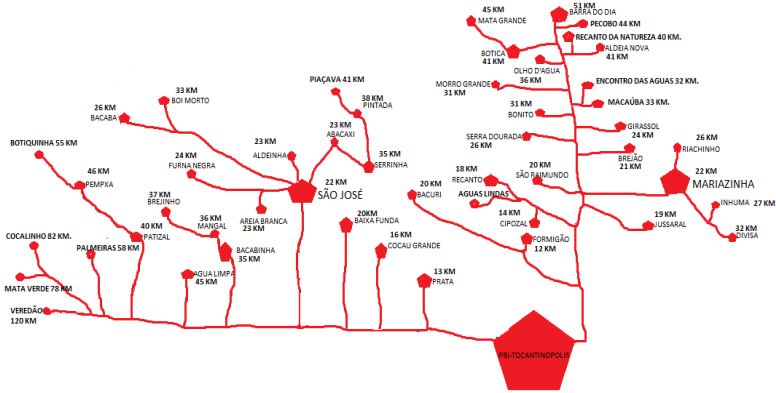 51 KM
BARRA DO DIA
45 KM
MATA GRANDE
PECOBO 44 KM
RECANTO DA NATUREZA 40 KM.
ALDEIA NOVA
41 KM
BOTICA
41 KM
OLHO D'AGUA
36 KM
PIAÇAVA 41 KM
MORRO GRANDE
31 KM
ENCONTRO DAS AGUAS 32 KM.
33 KM
BOI MORTO
38 KM
PINTADA
MACAÚBA 33 KM.
26 KM
BACABA
31 KM
BONITO
23 KM
ABACAXI
GIRASSOL
24 KM
BOTIQUINHA 55 KM
23 KM
ALDEINHA
SERRA DOURADA
26 KM
26 KM
RIACHINHO
24 KM
FURNA NEGRA
35 KM
SERRINHA
BREJÃO
21 KM
46 KM
PEMPXA
18 KM
RECANTO
20 KM
SÃO RAIMUNDO
22 KM
MARIAZINHA
22 KM
SÃO JOSÉ
20 KM
BACURI
AGUAS LINDAS
37 KM
BREJINHO
INHUMA 27 KM
AREIA BRANCA
23 KM
20KM
BAIXA FUNDA
14 KM
CIPOZAL
19 KM
JUSSARAL
36 KM
MANGAL
40 KM
PATIZAL
32 KM
DIVISA
COCALINHO 82 KM.
PALMEIRAS 58 KM
BACABINHA
35 KM
16 KM
COCAU GRANDE
FORMIGÃO
12 KM
AGUA LIMPA
45 KM
13 KM
PRATA
MATA VERDE 78 KM
VEREDÃO
120 KM
PBI-TOCANTINOPOLIS